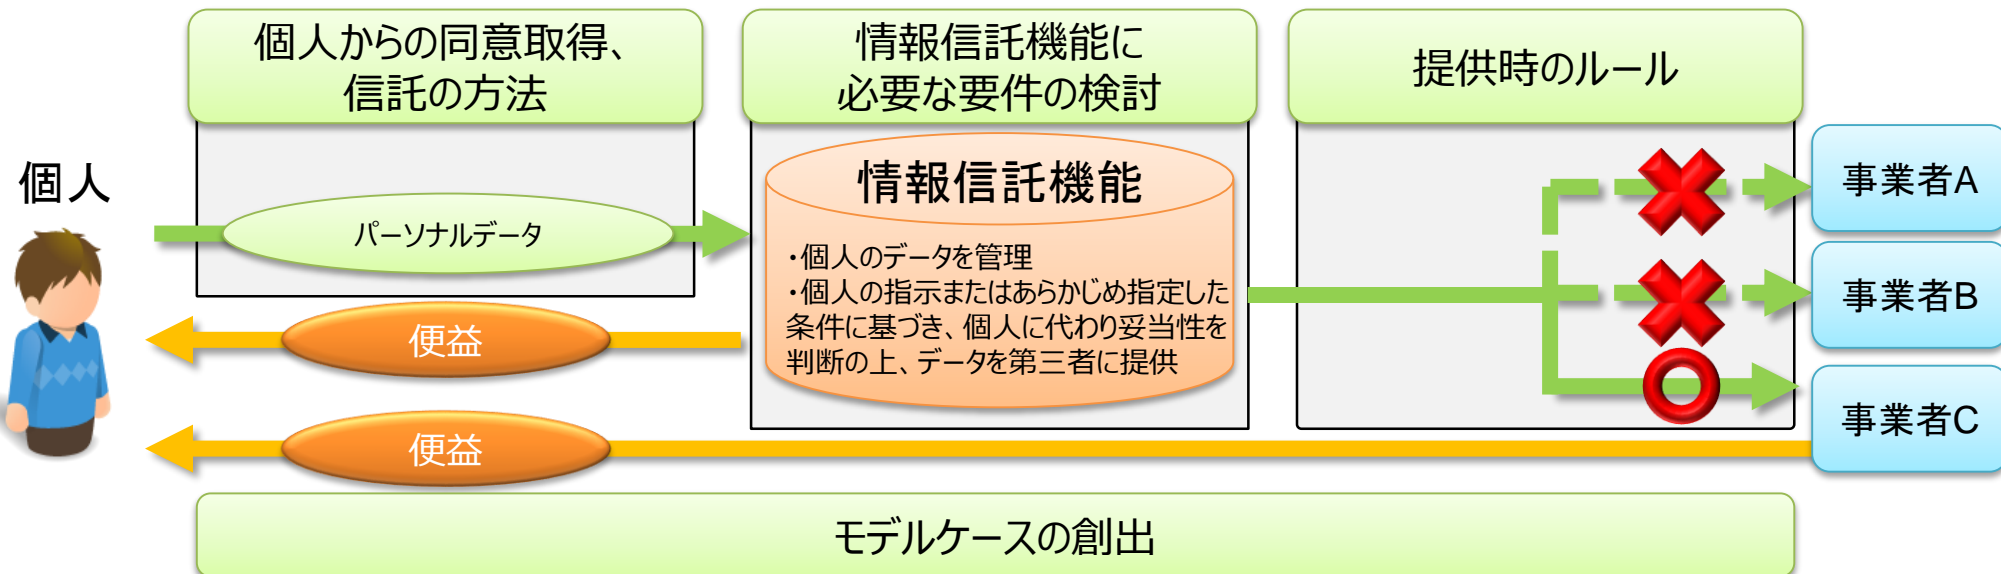 個人からの同意取得、
信託の方法
情報信託機能に
必要な要件の検討
提供時のルール
個人
パーソナルデータ
情報信託機能
・個人のデータを管理
・個人の指示またはあらかじめ指定した
条件に基づき、個人に代わり妥当性を
判断の上、データを第三者に提供
事業者A
事業者B
事業者C
便益
便益
モデルケースの創出